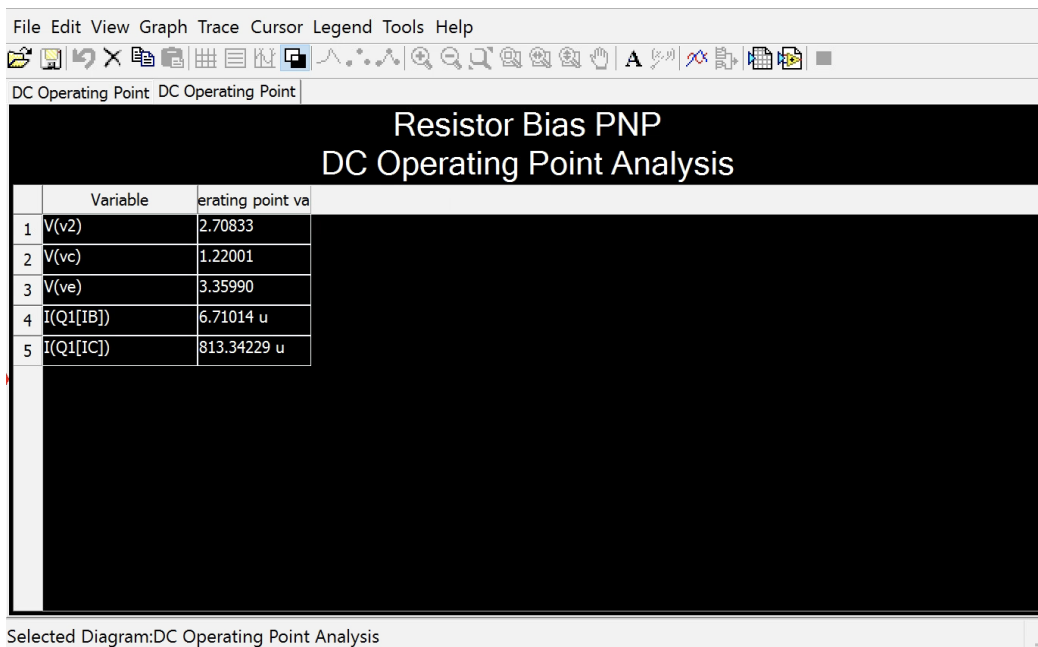 File Edit View Graph Trace Cursor Legend Tools Help
A (x,y)
DC Operating Point DC Operating Point
Resistor Bias PNP
DC Operating Point Analysis
Variable erating point va
1 V(v2) 2.70833
2 V(vc) 1.22001
3 V(ve) 3.35990
4 I(Q1[IB]) 6.71014 u
5 I(Q1[IC]) 813.34229 u
Selected Diagram:DC Operating Point Analysis